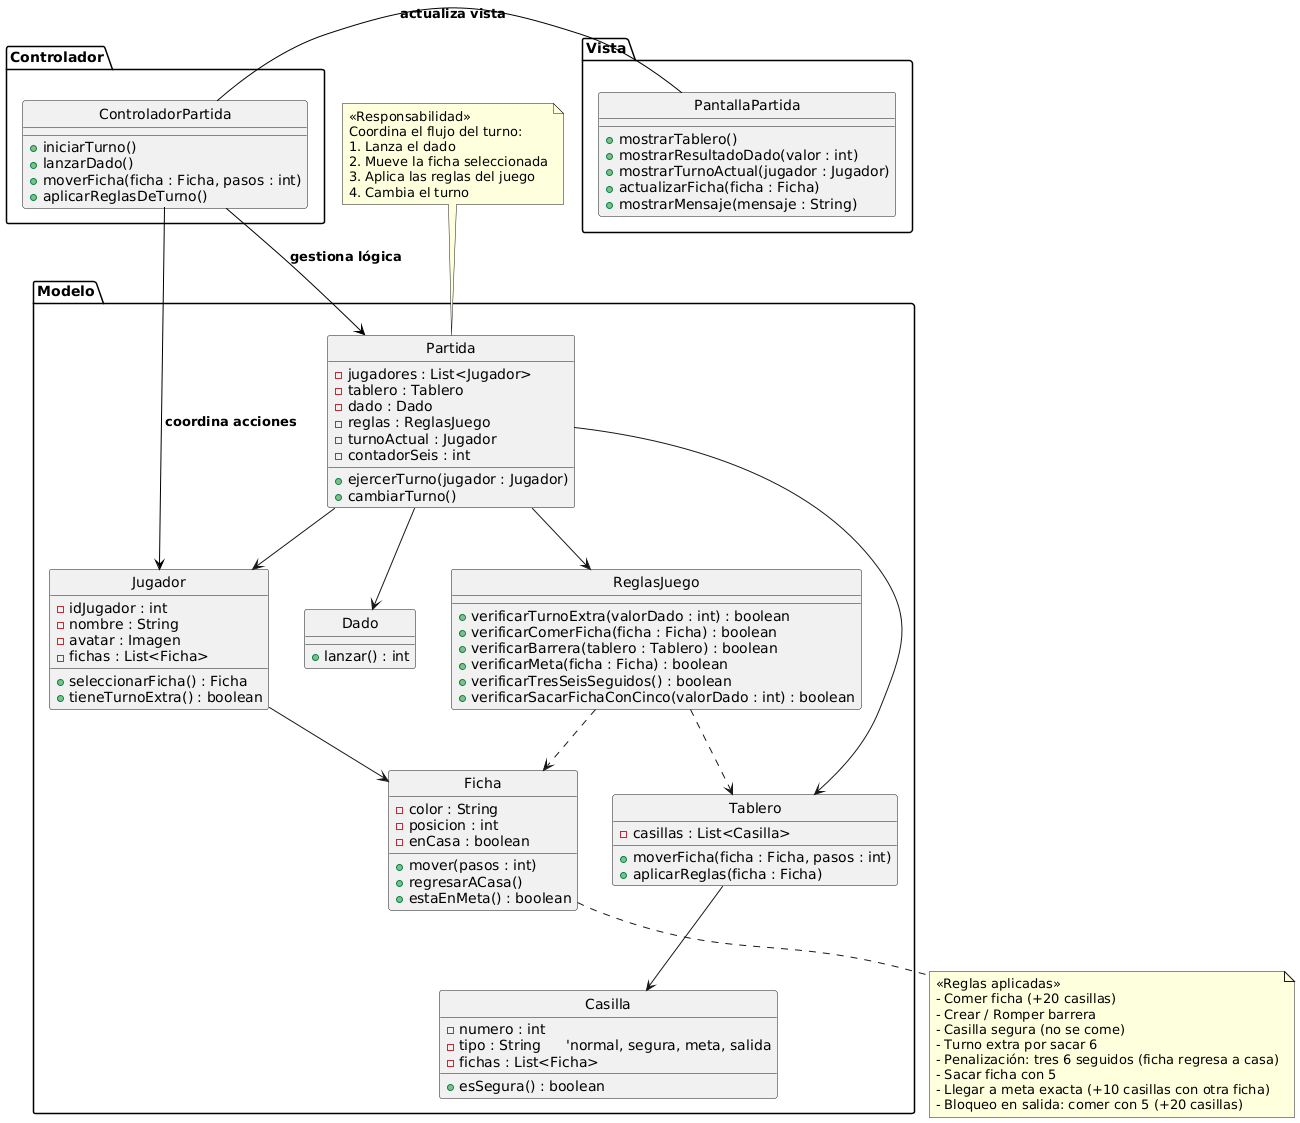 actualiza vista
Controlador
ControladorPartida
iniciarTurno()
lanzarDado()
moverFicha(ficha : Ficha, pasos : int)
aplicarReglasDeTurno()
«Responsabilidad»
Coordina el flujo del turno:
1. Lanza el dado
2. Mueve la ficha seleccionada
3. Aplica las reglas del juego
4. Cambia el turno
Vista
PantallaPartida
mostrarTablero()
mostrarResultadoDado(valor : int)
mostrarTurnoActual(jugador : Jugador)
actualizarFicha(ficha : Ficha)
mostrarMensaje(mensaje : String)
gestiona lógica
coordina acciones
Modelo
Partida
jugadores : List<Jugador>
tablero : Tablero
dado : Dado
reglas : ReglasJuego
turnoActual : Jugador
contadorSeis : int
ejercerTurno(jugador : Jugador)
cambiarTurno()
Jugador
idJugador : int
nombre : String
avatar : Imagen
fichas : List<Ficha>
seleccionarFicha() : Ficha
tieneTurnoExtra() : boolean
Dado
lanzar() : int
ReglasJuego
verificarTurnoExtra(valorDado : int) : boolean
verificarComerFicha(ficha : Ficha) : boolean
verificarBarrera(tablero : Tablero) : boolean
verificarMeta(ficha : Ficha) : boolean
verificarTresSeisSeguidos() : boolean
verificarSacarFichaConCinco(valorDado : int) : boolean
Ficha
color : String
posicion : int
enCasa : boolean
mover(pasos : int)
regresarACasa()
estaEnMeta() : boolean
Tablero
casillas : List<Casilla>
moverFicha(ficha : Ficha, pasos : int)
aplicarReglas(ficha : Ficha)
Casilla
numero : int
tipo : String 'normal, segura, meta, salida
fichas : List<Ficha>
esSegura() : boolean
«Reglas aplicadas»
- Comer ficha (+20 casillas)
- Crear / Romper barrera
- Casilla segura (no se come)
- Turno extra por sacar 6
- Penalización: tres 6 seguidos (ficha regresa a casa)
- Sacar ficha con 5
- Llegar a meta exacta (+10 casillas con otra ficha)
- Bloqueo en salida: comer con 5 (+20 casillas)